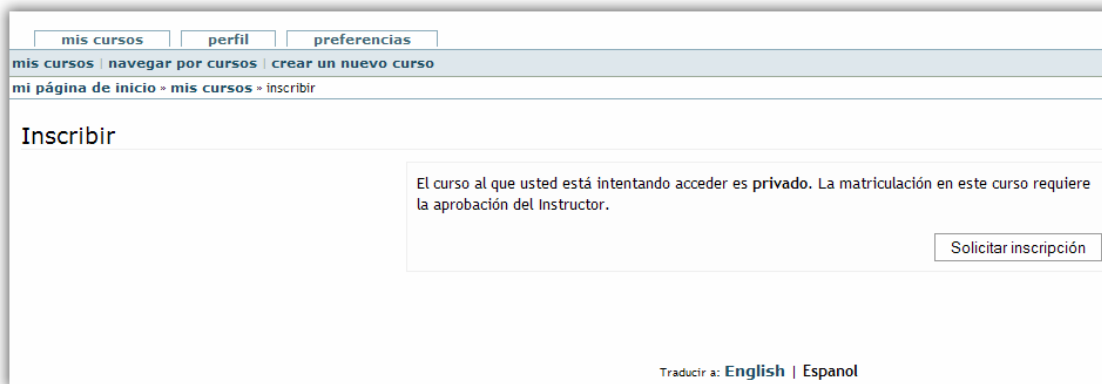 mis cursos perfil preferencias
mis cursos | navegar por cursos | crear un nuevo curso
mi página de inicio » mis cursos » inscribir
Inscribir
El curso al que usted está intentando acceder es privado. La matriculación en este curso requiere
la aprobación del Instructor.
Solicitar inscripción
Traducir a: English | Espanol